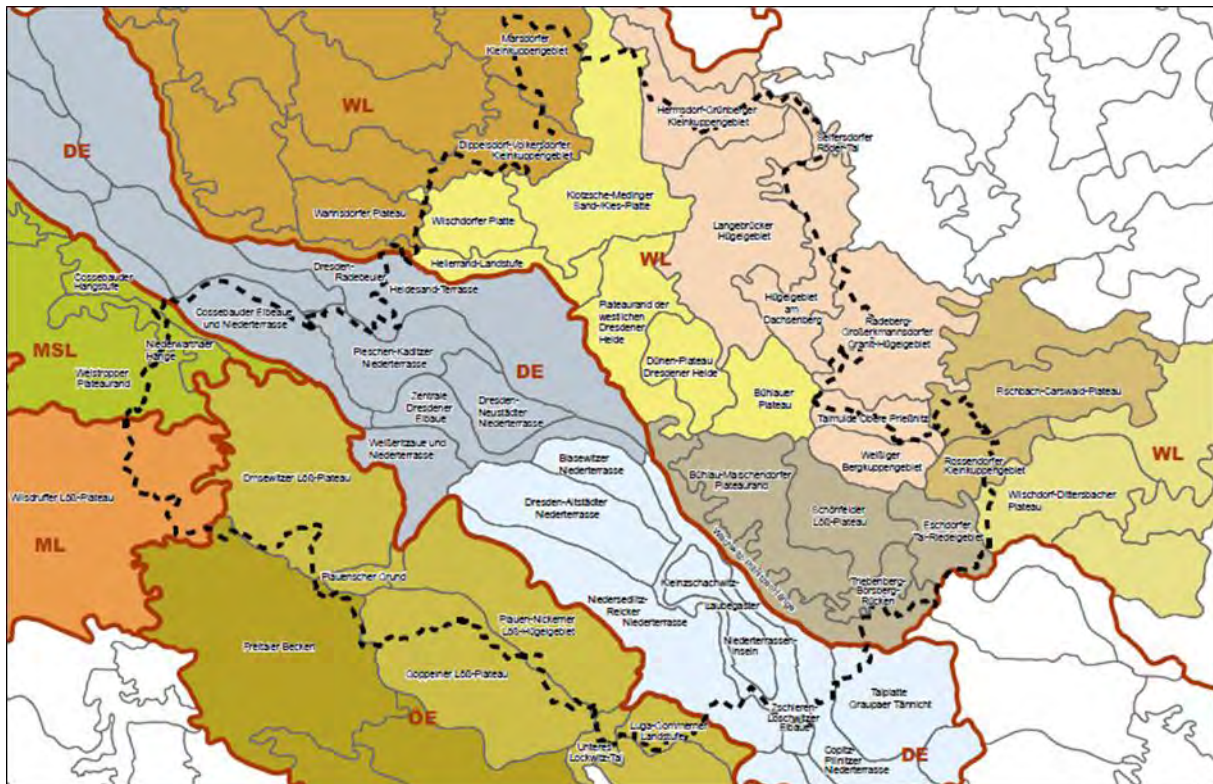 Marsdorfer
Kleinkuppengebiet
WL
Hermsdorf-Grünberger
Kleinkuppengebiet
Seifersdorfer
Röder-Tal
DE
Dippelsdorf-Volkersdorfer
Kleinkuppengebiet
Wahnsdorfer Plateau
Wilschdorfer Platte
Klotzsche-Medinger
Sand-/Kies-Platte
Langebrücker
Hügelgebiet
Hellerrand-Landstufe
WL
Dresden-
Radebeuler
Heidesand-Terrasse
Cossebauder
Hangstufe
Cossebauder Elbeaue
und Niederterrasse
Plateaurand der
westlichen
Dresdener
Heide
Hügelgebiet
am
Dachsenberg
Radeberg-
Großerkmannsdorfer
Granit-Hügelgebiet
MSL
Niederwarthaer
Hänge
Weistropper
Plateaurand
Pieschen-Kaditzer
Niederterrasse
DE
Dünen-Plateau
Dresdener Heide
Bühlauer
Plateau
Fischbach-Carswald-Plateau
Zentrale
Dresdener
Elbaue
Dresden-
Neustädter
Niederterrasse
Talmulde Obere Prießnitz
Weißeritzaue und
Niederterrasse
Weißiger
Bergkuppengebiet
Rossendorfer
Kleinkuppengebiet
WL
Blasewitzer
Niederterrasse
Bühlau-Malschendorfer
Plateaurand
Wilsdruffer Löß-Plateau
Omsewitzer Löß-Plateau
Dresden-Altstädter
Niederterrasse
Schönfelder
Löß-Plateau
Eschdorfer
Tal-Riedelgebiet
Wilschdorf-Dittersbacher
Plateau
ML
Plauenscher Grund
Kleinzschachwitz-
Laubegaster
Niederterrassen-
Inseln
Triebenberg-
Borsberg-
Rücken
Niedersedlitz-
Reicker
Niederterrasse
Plauen-Nickerner
Löß-Hügelgebiet
Freitaler Becken
Goppelner Löß-Plateau
Talplatte
Graupaer Tännicht
OE
Luga-Gommerner
Landstufe
Zschieren-
Loschwitzer
Elbaue
Unteres
Lockwitz-Tal
Copitz-
Pillnitzer
Niederterrasse
DE